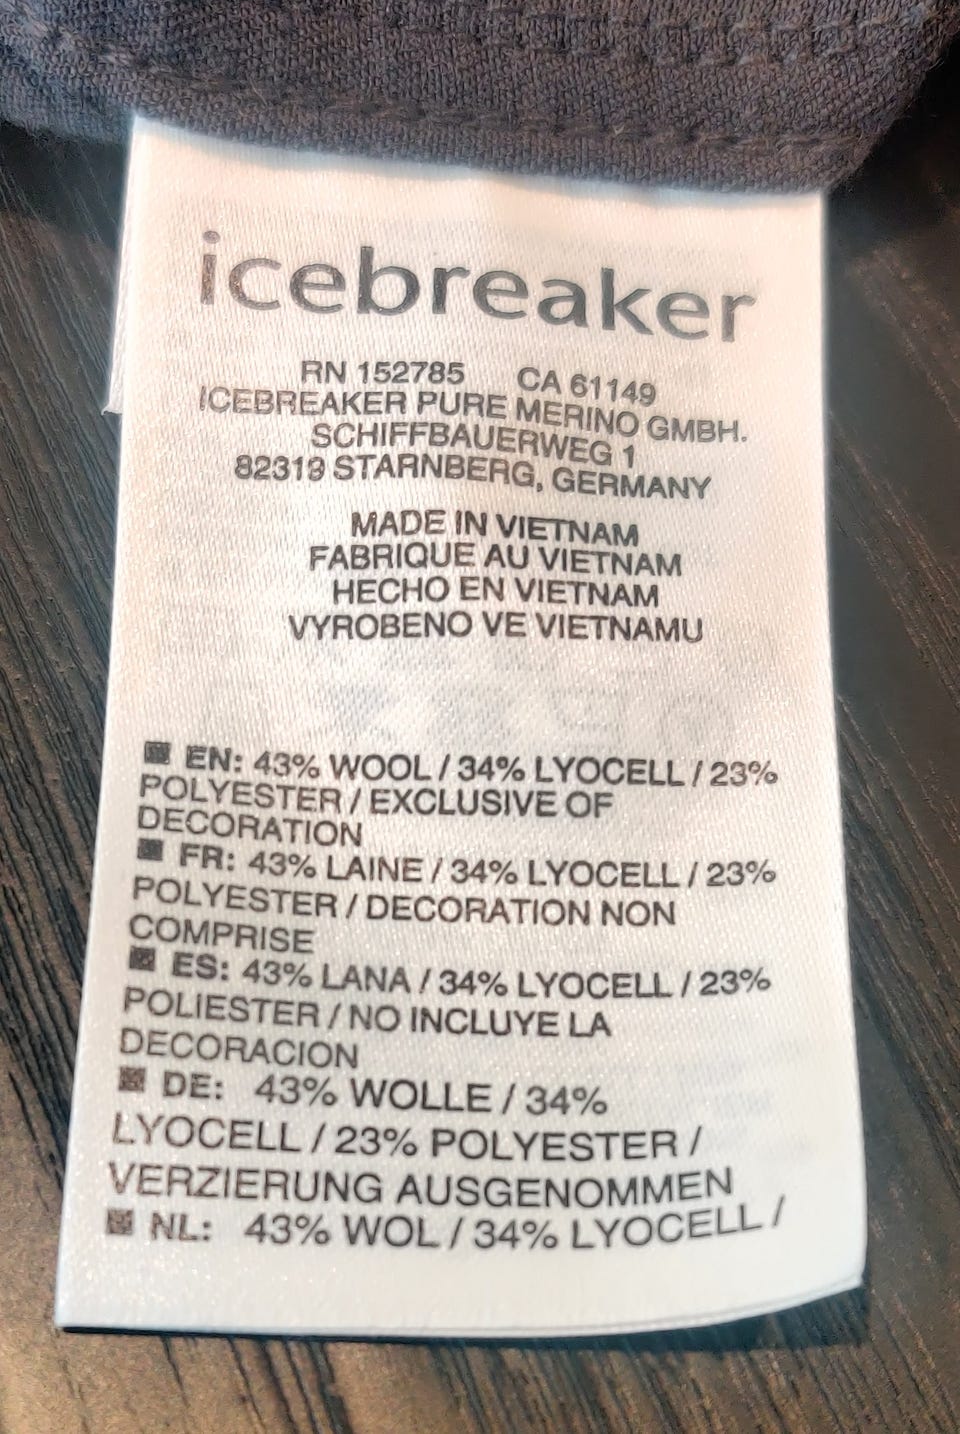 icebreaker
RN 152785 CA 61149
ICEBREAKER PURE MERINO GMBH.
SCHIFFBAUERWEG 1
82319 STARNBERG, GERMANY
MADE IN VIETNAM
FABRIQUE AU VIETNAM
HECHO EN VIETNAM
VYROBENO VE VIETNAMU
EN: 43% WOOL / 34% LYOCELL / 23%
POLYESTER / EXCLUSIVE OF
DECORATION
FR: 43% LAINE / 34% LYOCELL / 23%
POLYESTER / DECORATION NON
COMPRISE
ES: 43% LANA / 34% LYOCELL / 23%
POLIESTER / NO INCLUYE LA
DECORACION
DE: 43% WOLLE / 34%
LYOCELL / 23% POLYESTER /
VERZIERUNG AUSGENOMMEN
NL: 43% WOL / 34% LYOCELL /